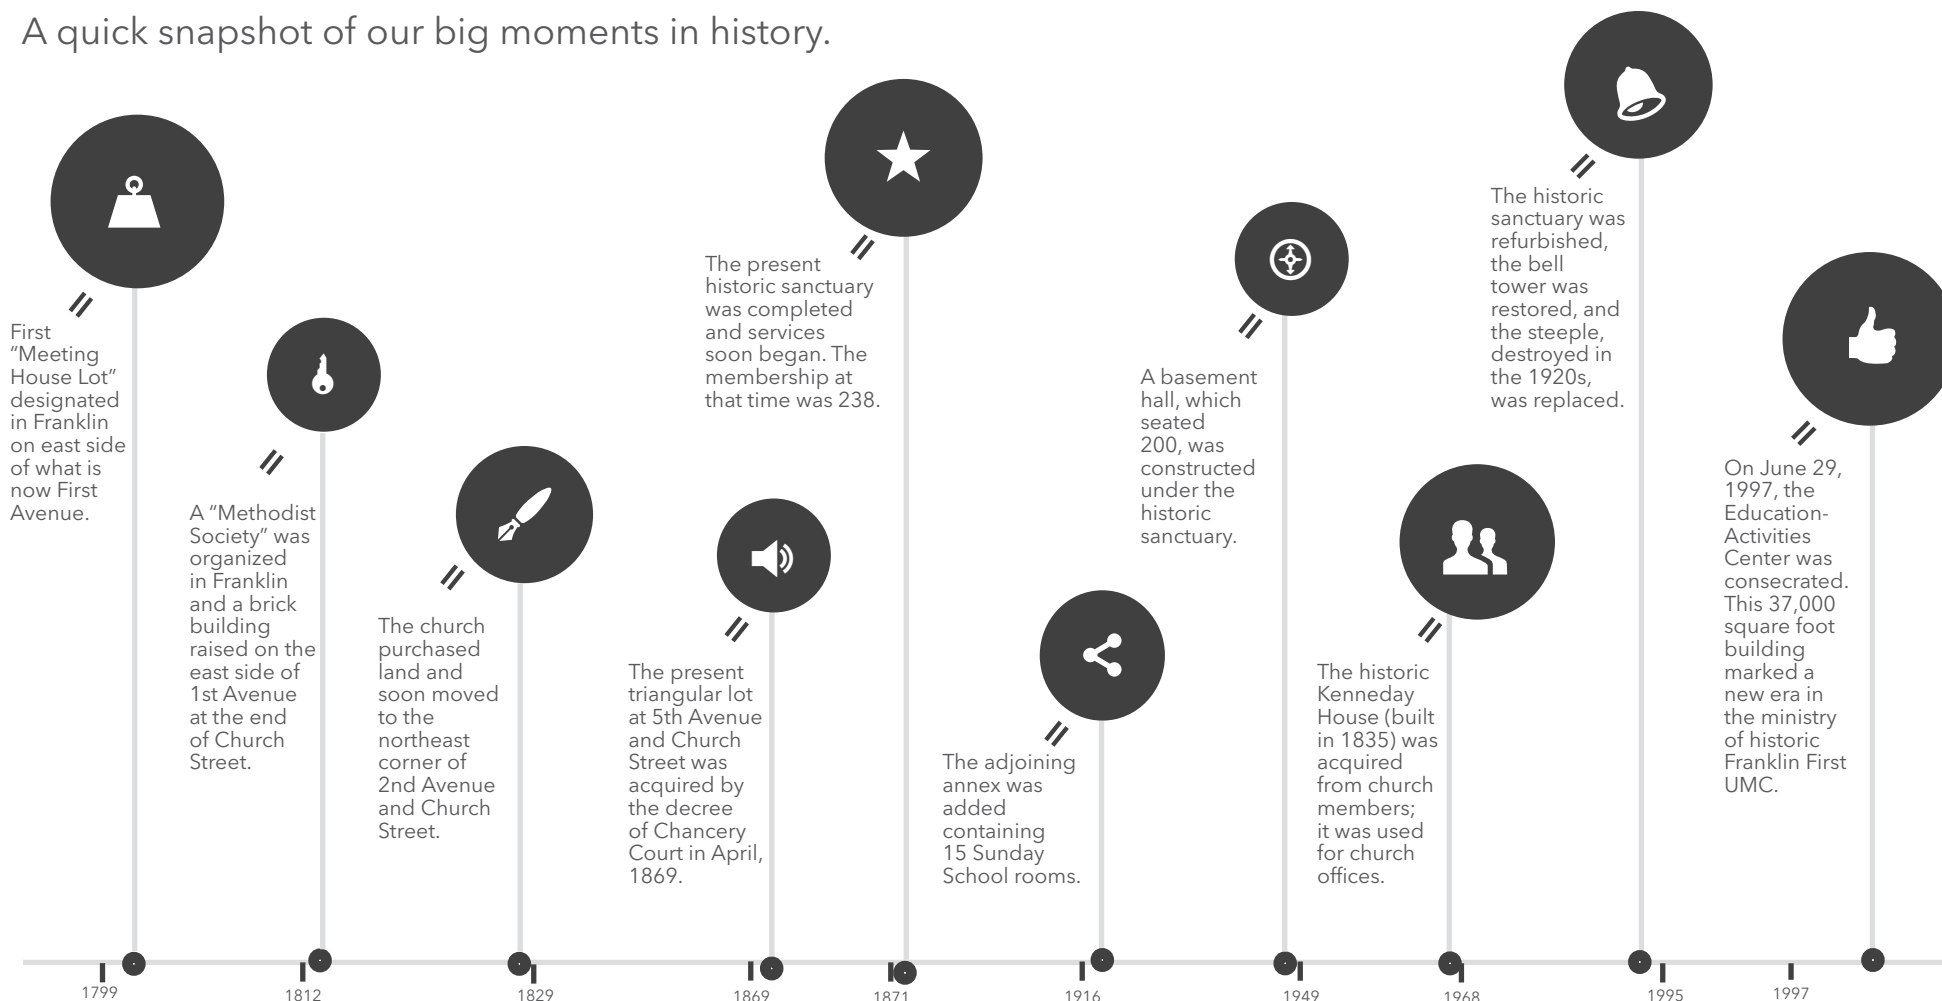 A quick snapshot of our big moments in history.
First
“Meeting
House Lot”
designated
in Franklin
on east side
of what is
now First
Avenue.
A “Methodist
Society” was
organized
in Franklin
and a brick
building
raised on the
east side of
1st Avenue
at the end
of Church
Street.
The church
purchased
land and
soon moved
to the
northeast
corner of
2nd Avenue
and Church
Street.
The present
triangular lot
at 5th Avenue
and Church
Street was
acquired by
the decree
of Chancery
Court in April,
1869.
The present
historic sanctuary
was completed
and services
soon began. The
membership at
that time was 238.
The adjoining
annex was
added
containing
15 Sunday
School rooms.
A basement
hall, which
seated
200, was
constructed
under the
historic
sanctuary.
The historic
Kenneday
House (built
in 1835) was
acquired
from church
members;
it was used
for church
offices.
The historic
sanctuary was
refurbished,
the bell
tower was
restored, and
the steeple,
destroyed in
the 1920s,
was replaced.
On June 29,
1997, the
Education-
Activities
Center was
consecrated.
This 37,000
square foot
building
marked a
new era in
the ministry
of historic
Franklin First
UMC.
1799
1812
1829
1869
1871
1916
1949
1968
1995
1997